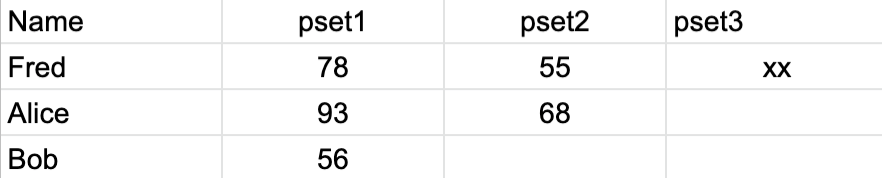 Name pset1 pset2 pset3
Fred 78 55 xx
Alice 93 68
Bob 56